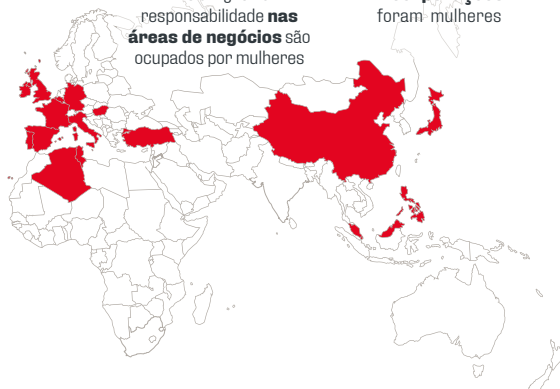 responsabilidade nas
áreas de negócios são
ocupados por mulheres
foram mulheres